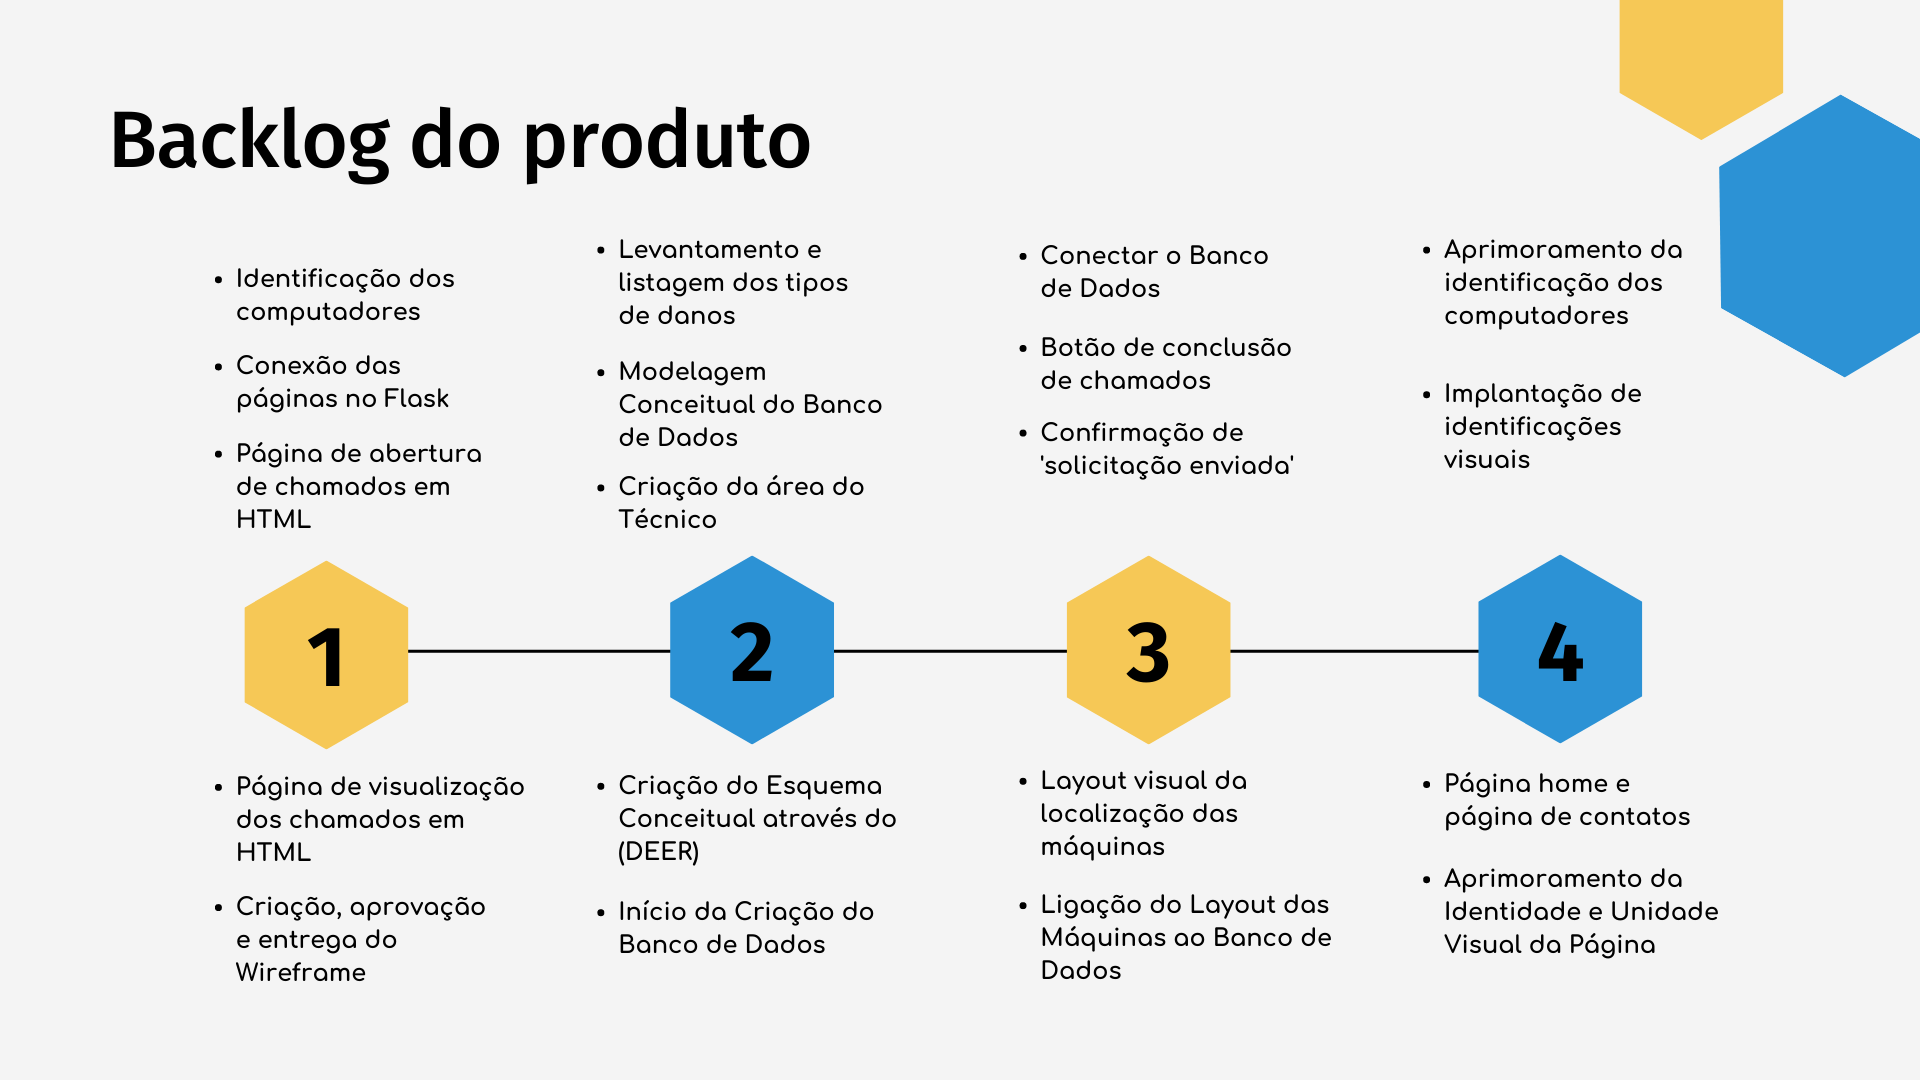 Backlog do produto
Identificação dos
computadores
Conexão das
páginas no Flask
Página de abertura
de chamados em
HTML
Levantamento e
listagem dos tipos
de danos
Modelagem
Conceitual do Banco
de Dados
Criação da área do
Técnico
Conectar o Banco
de Dados
Botão de conclusão
de chamados
Confirmação de
'solicitação enviada'
Aprimoramento da
identificação dos
computadores
Implantação de
identificações
visuais
1
2
3
4
Página de visualização
dos chamados em
HTML
Criação, aprovação
e entrega do
Wireframe
Criação do Esquema
Conceitual através do
(DEER)
Início da Criação do
Banco de Dados
Layout visual da
localização das
máquinas
Ligação do Layout das
Máquinas ao Banco de
Dados
Página home e
página de contatos
Aprimoramento da
Identidade e Unidade
Visual da Página